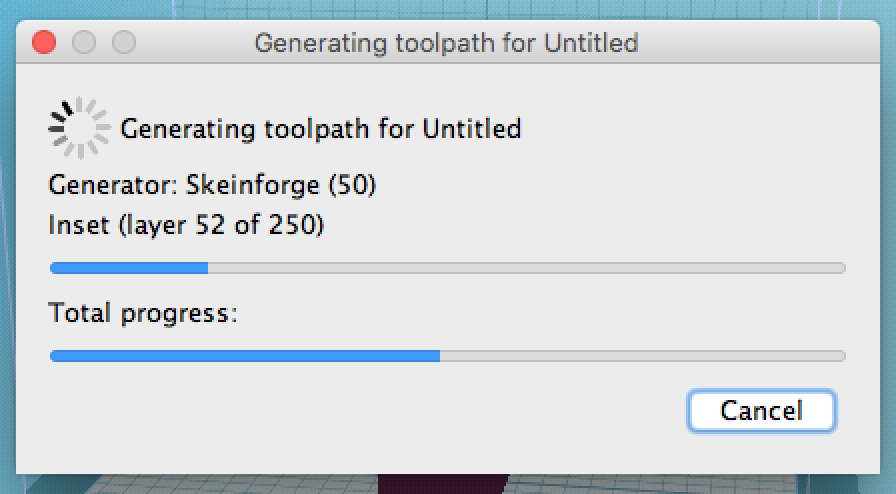 Generating toolpath for Untitled
Generating toolpath for Untitled
Generator: Skeinforge (50)
Inset (layer 52 of 250)
Total progress:
Cancel